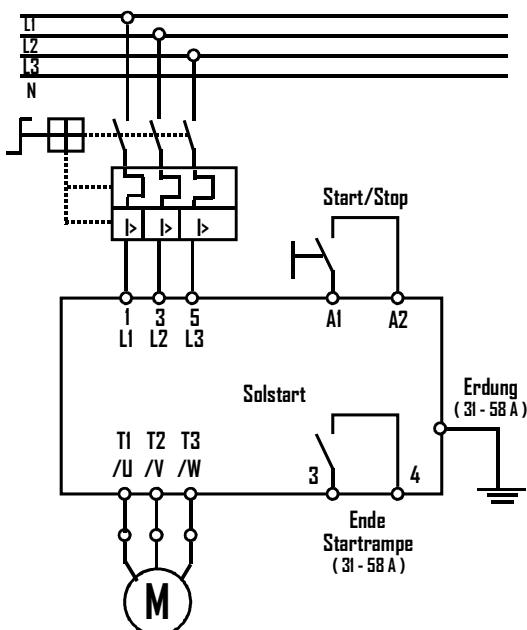 L1
L2
L3
N
I> I> I>
Start/Stop
1 3 5 A1 A2
L1 L2 L3
Solstart
Erdung
( 31 - 58 A )
T1 T2 T3
/U /V /W
3 4
Ende
Startrampe
( 31 - 58 A )
M